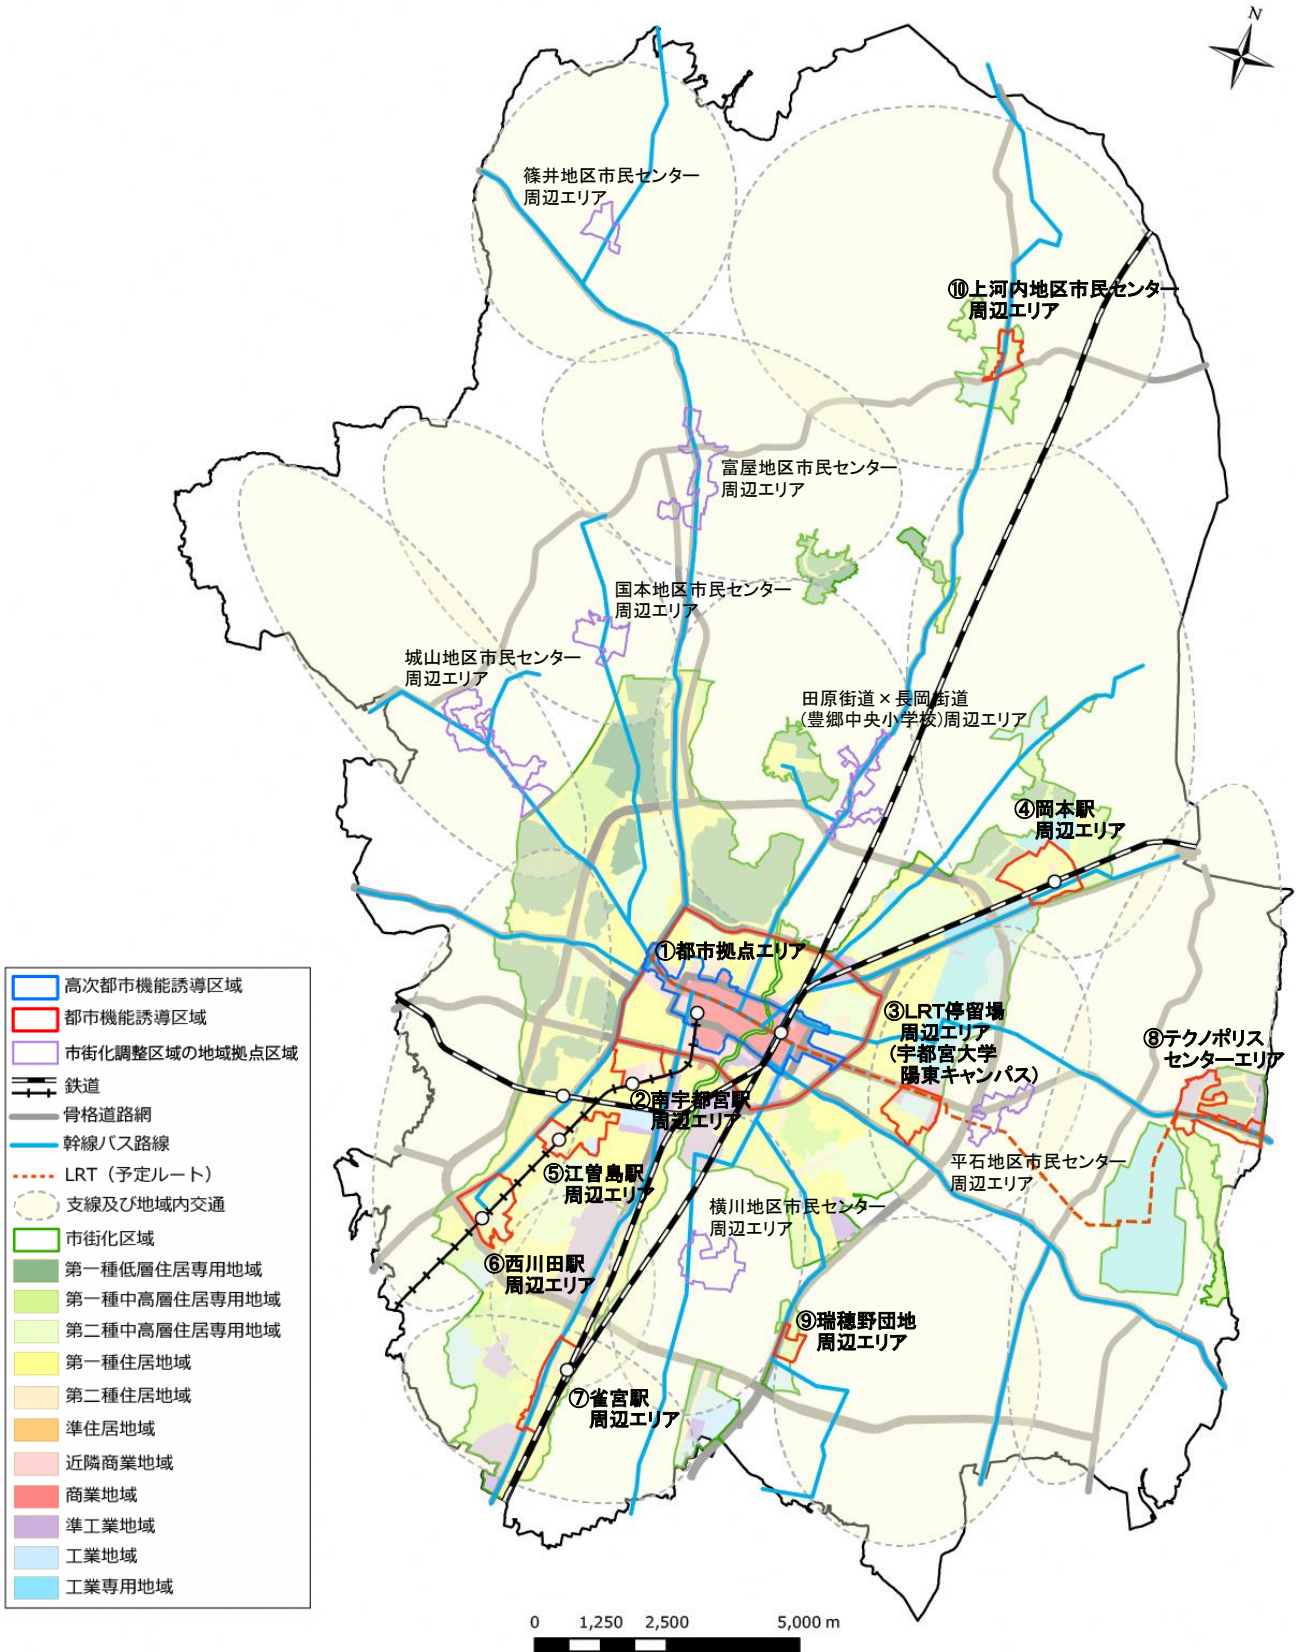 N
篠井地区市民センター
周辺エリア
⑩上河内地区市民センター
周辺エリア
富屋地区市民センター
周辺エリア
国本地区市民センター
周辺エリア
城山地区市民センター
周辺エリア
田原街道×長岡街道
(豊郷中央小学校)周辺エリア
④岡本駅
周辺エリア
①都市拠点エリア
③LRT停留場
周辺エリア
(宇都宮大学
陽東キャンパス)
⑧テクノポリス
センターエリア
②南宇都宮駅
周辺エリア
平石地区市民センター
周辺エリア
⑤江曽島駅
周辺エリア
横川地区市民センター
周辺エリア
⑥西川田駅
周辺エリア
⑨瑞穂野団地
周辺エリア
⑦雀宮駅
周辺エリア
高次都市機能誘導区域
都市機能誘導区域
市街化調整区域の地域拠点区域
鉄道
骨格道路網
幹線バス路線
LRT（予定ルート）
支線及び地域内交通
市街化区域
第一種低層住居専用地域
第一種中高層住居専用地域
第二種中高層住居専用地域
第一種住居地域
第二種住居地域
準住居地域
近隣商業地域
商業地域
準工業地域
工業地域
工業専用地域
0 1,250 2,500 5,000 m